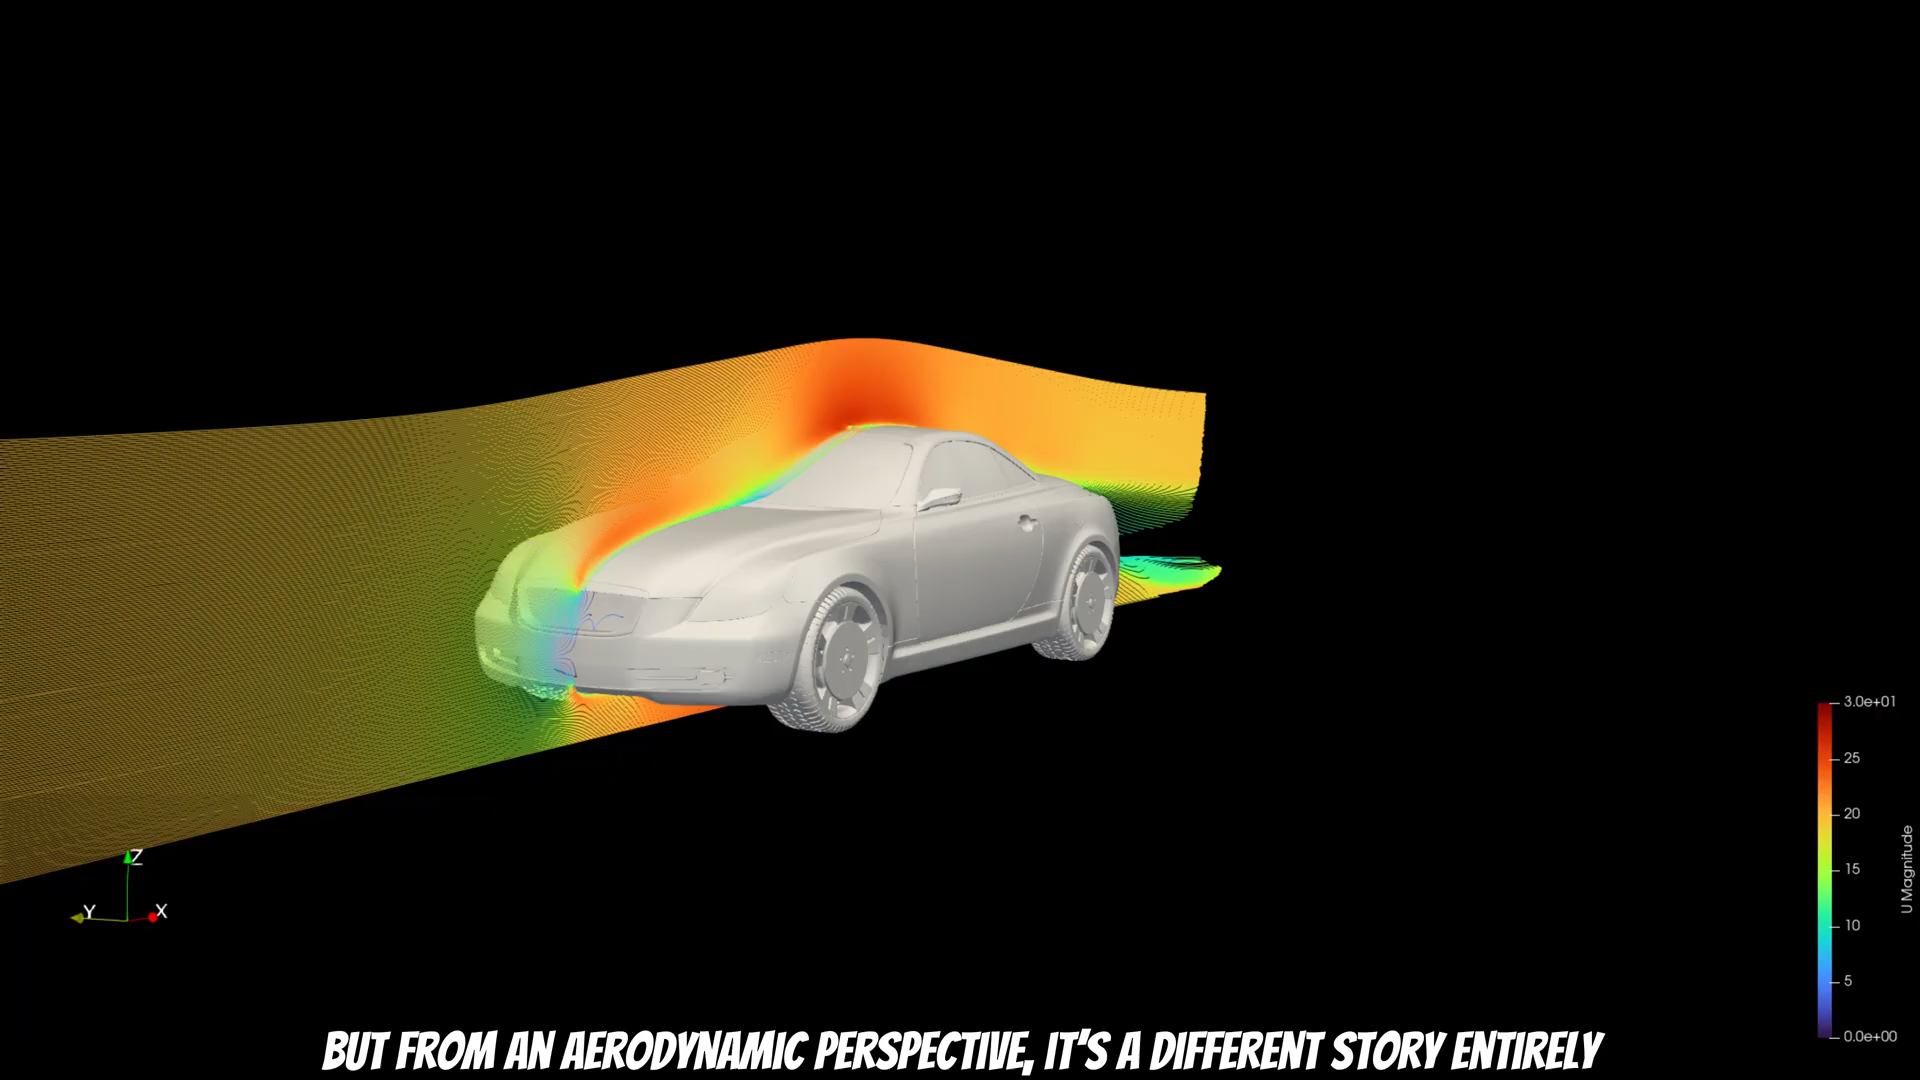 3.0e+01
25
20
15
10
5
0.0e+00
U Magnitude
Z
Y
X
BUT FROM AN AERODYNAMIC PERSPECTIVE, IT'S A DIFFERENT STORY ENTIRELY